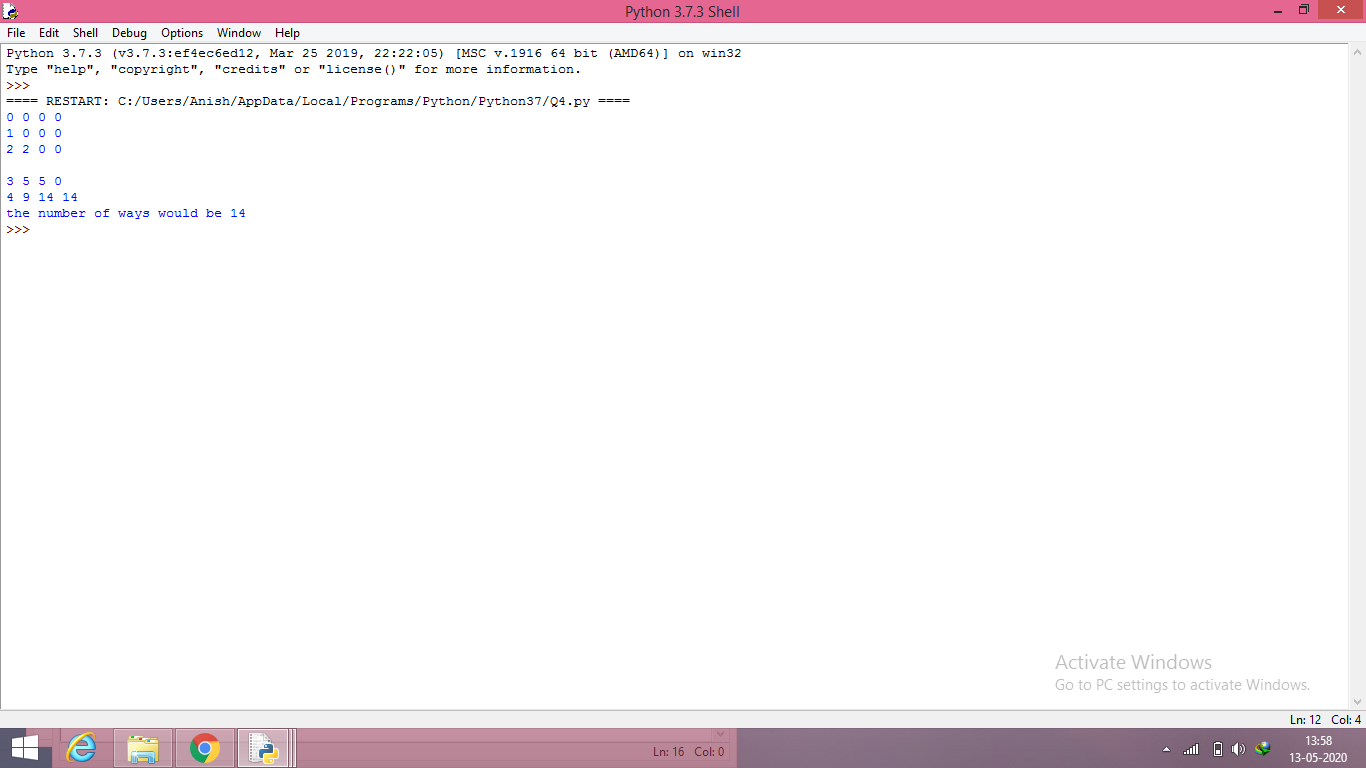 Python 3.7.3 Shell
File Edit Shell Debug Options Window Help
Python 3.7.3 (v3.7.3:ef4ec6ed12, Mar 25 2019, 22:22:05) [MSC v.1916 64 bit (AMD64)] on win32
Type "help", "copyright", "credits" or "license()" for more information.
>>>
==== RESTART: C:/Users/Anish/AppData/Local/Programs/Python/Python37/Q4.py ====
0 0 0 0
1 0 0 0
2 2 0 0
3 5 5 0
4 9 14 14
the number of ways would be 14
>>>
Activate Windows
Go to PC settings to activate Windows.
Ln: 12 Col: 4
Ln: 16 Col: 0
13:58
13-05-2020